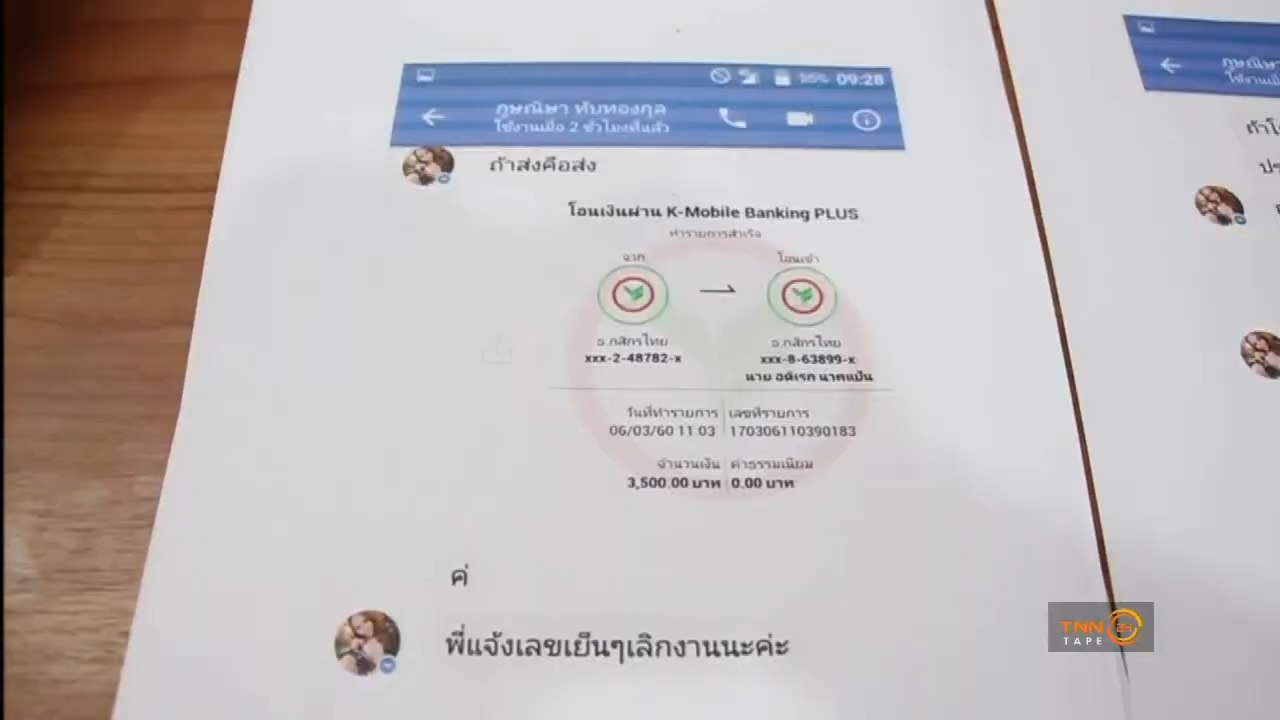 55% 09:28
ภูษณิษา ทับทองกุล
ใช้งานเมื่อ 2 ชั่วโมงที่แล้ว
ถ้าส่งคือส่ง
โอนเงินผ่าน K-Mobile Banking PLUS
ทำรายการสำเร็จ
จาก โอนเข้า
ธ.กสิกรไทย ธ.กสิกรไทย
xxx-2-48782-x xxx-8-63899-x
นาย อดิเรก นาคแป้น
วันที่ทำรายการ เลขที่รายการ
06/03/60 11:03 170306110390183
จำนวนเงิน ค่าธรรมเนียม
3,500.00 บาท 0.00 บาท
ค่
พี่แจ้งเลขเย็นๆเลิกงานนะค่ะ
ภูษณิษา
TNN 24
TAPE